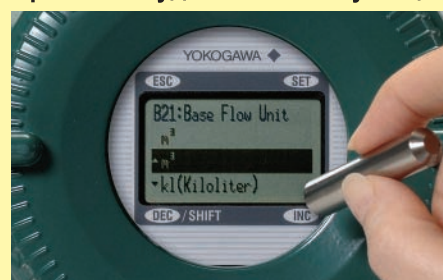 YOKOGAWA
ESC SET
B21:Base Flow Unit
m³
m³
kl(Kiloliter)
DEC /SHIFT INC